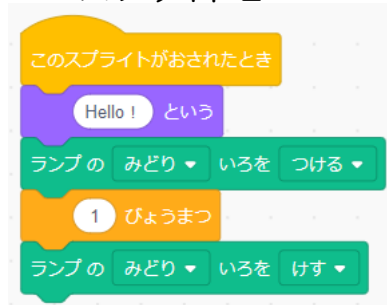 このスプライトがおされたとき
Hello ! という
ランプ の みどり いろを つける
1 びょうまつ
ランプ の みどり いろを けす